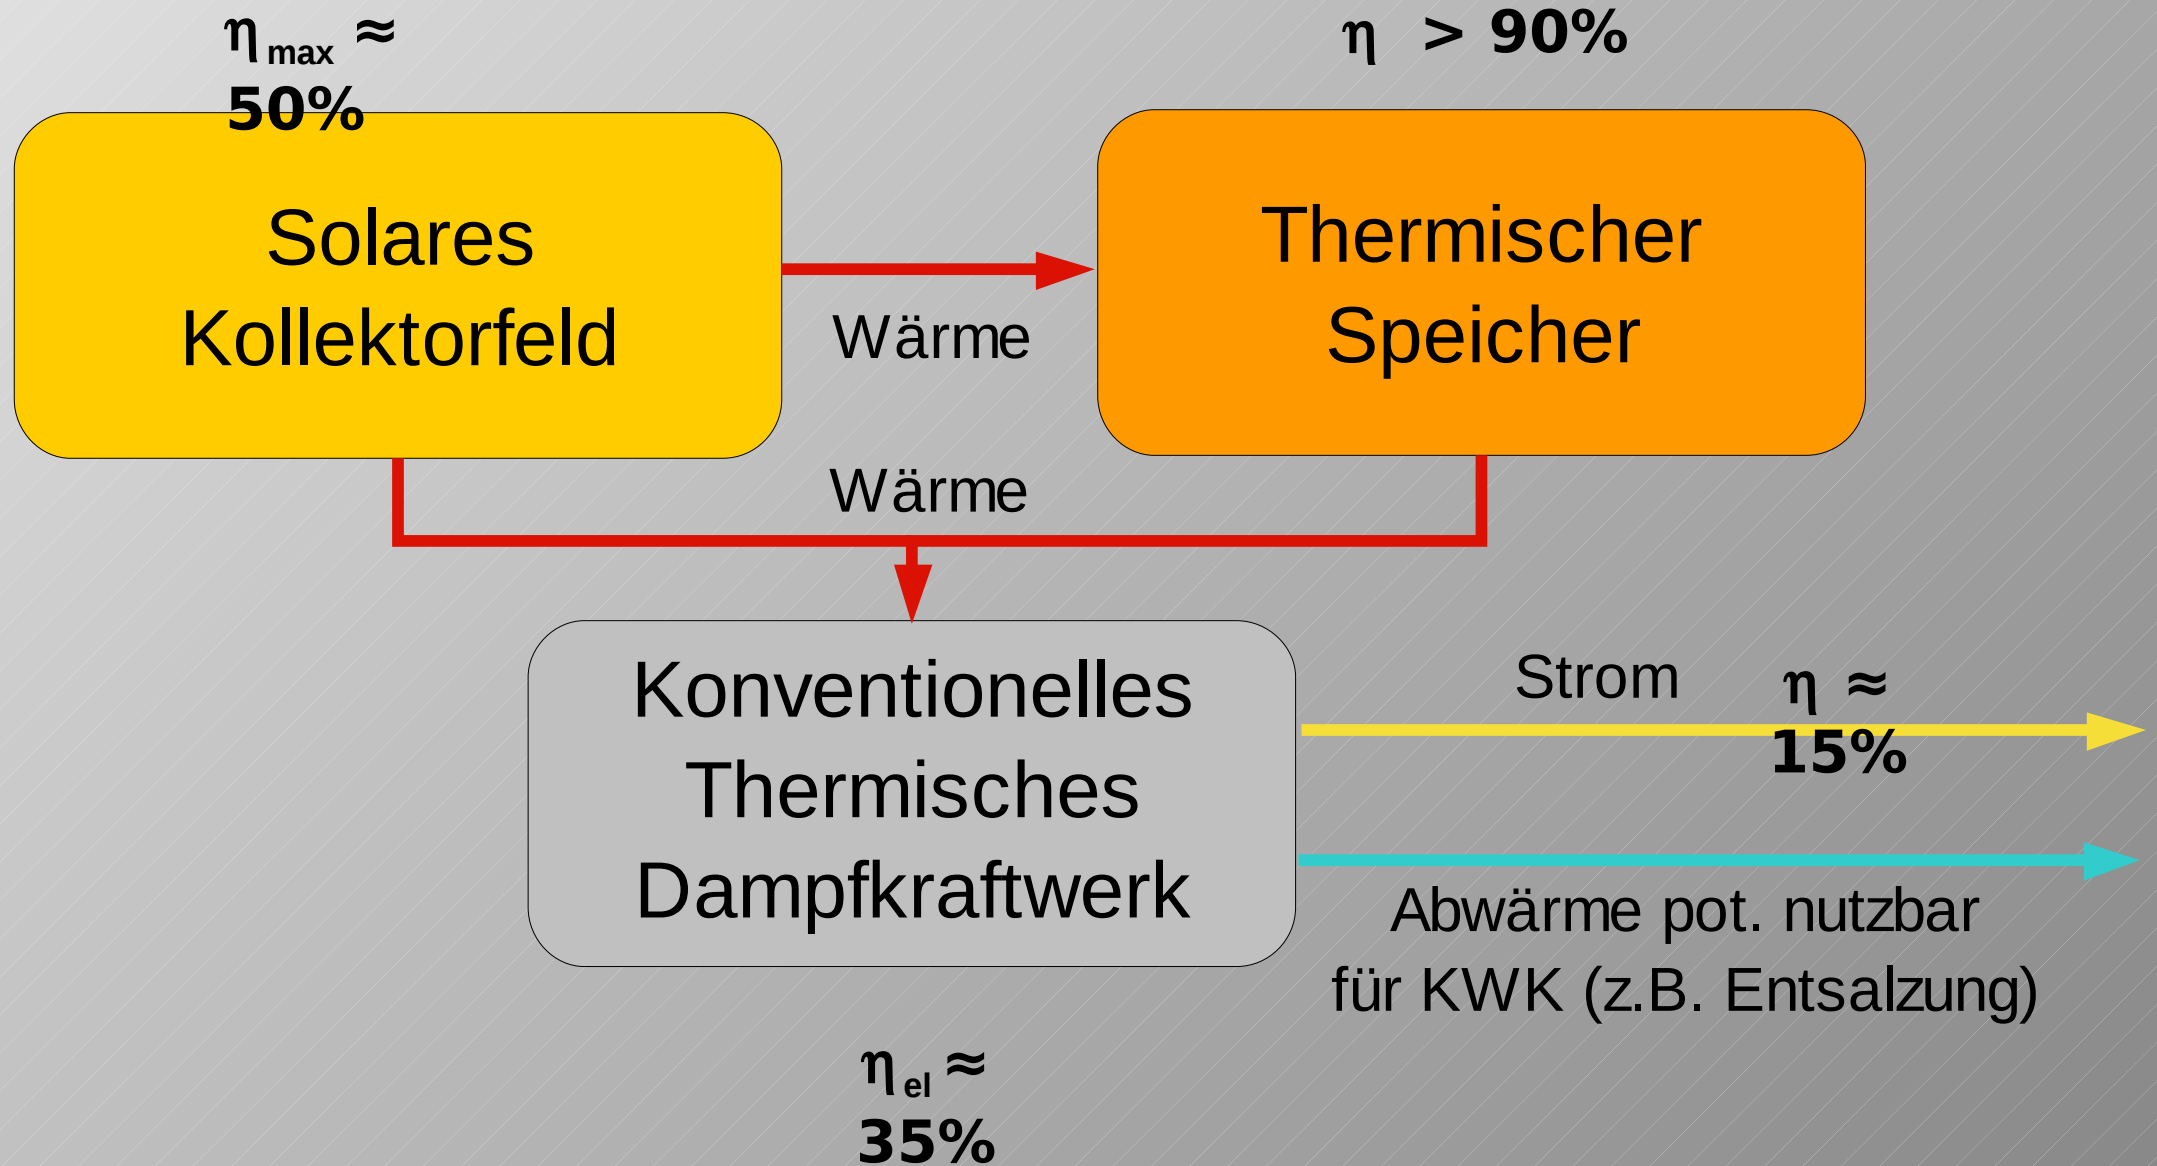 η max ≈
50%
η > 90%
Solares
Kollektorfeld
Thermischer
Speicher
Wärme
Wärme
Konventionelles
Thermisches
Dampfkraftwerk
Strom
η ≈
15%
Abwärme pot. nutzbar
für KWK (z.B. Entsalzung)
η el ≈
35%